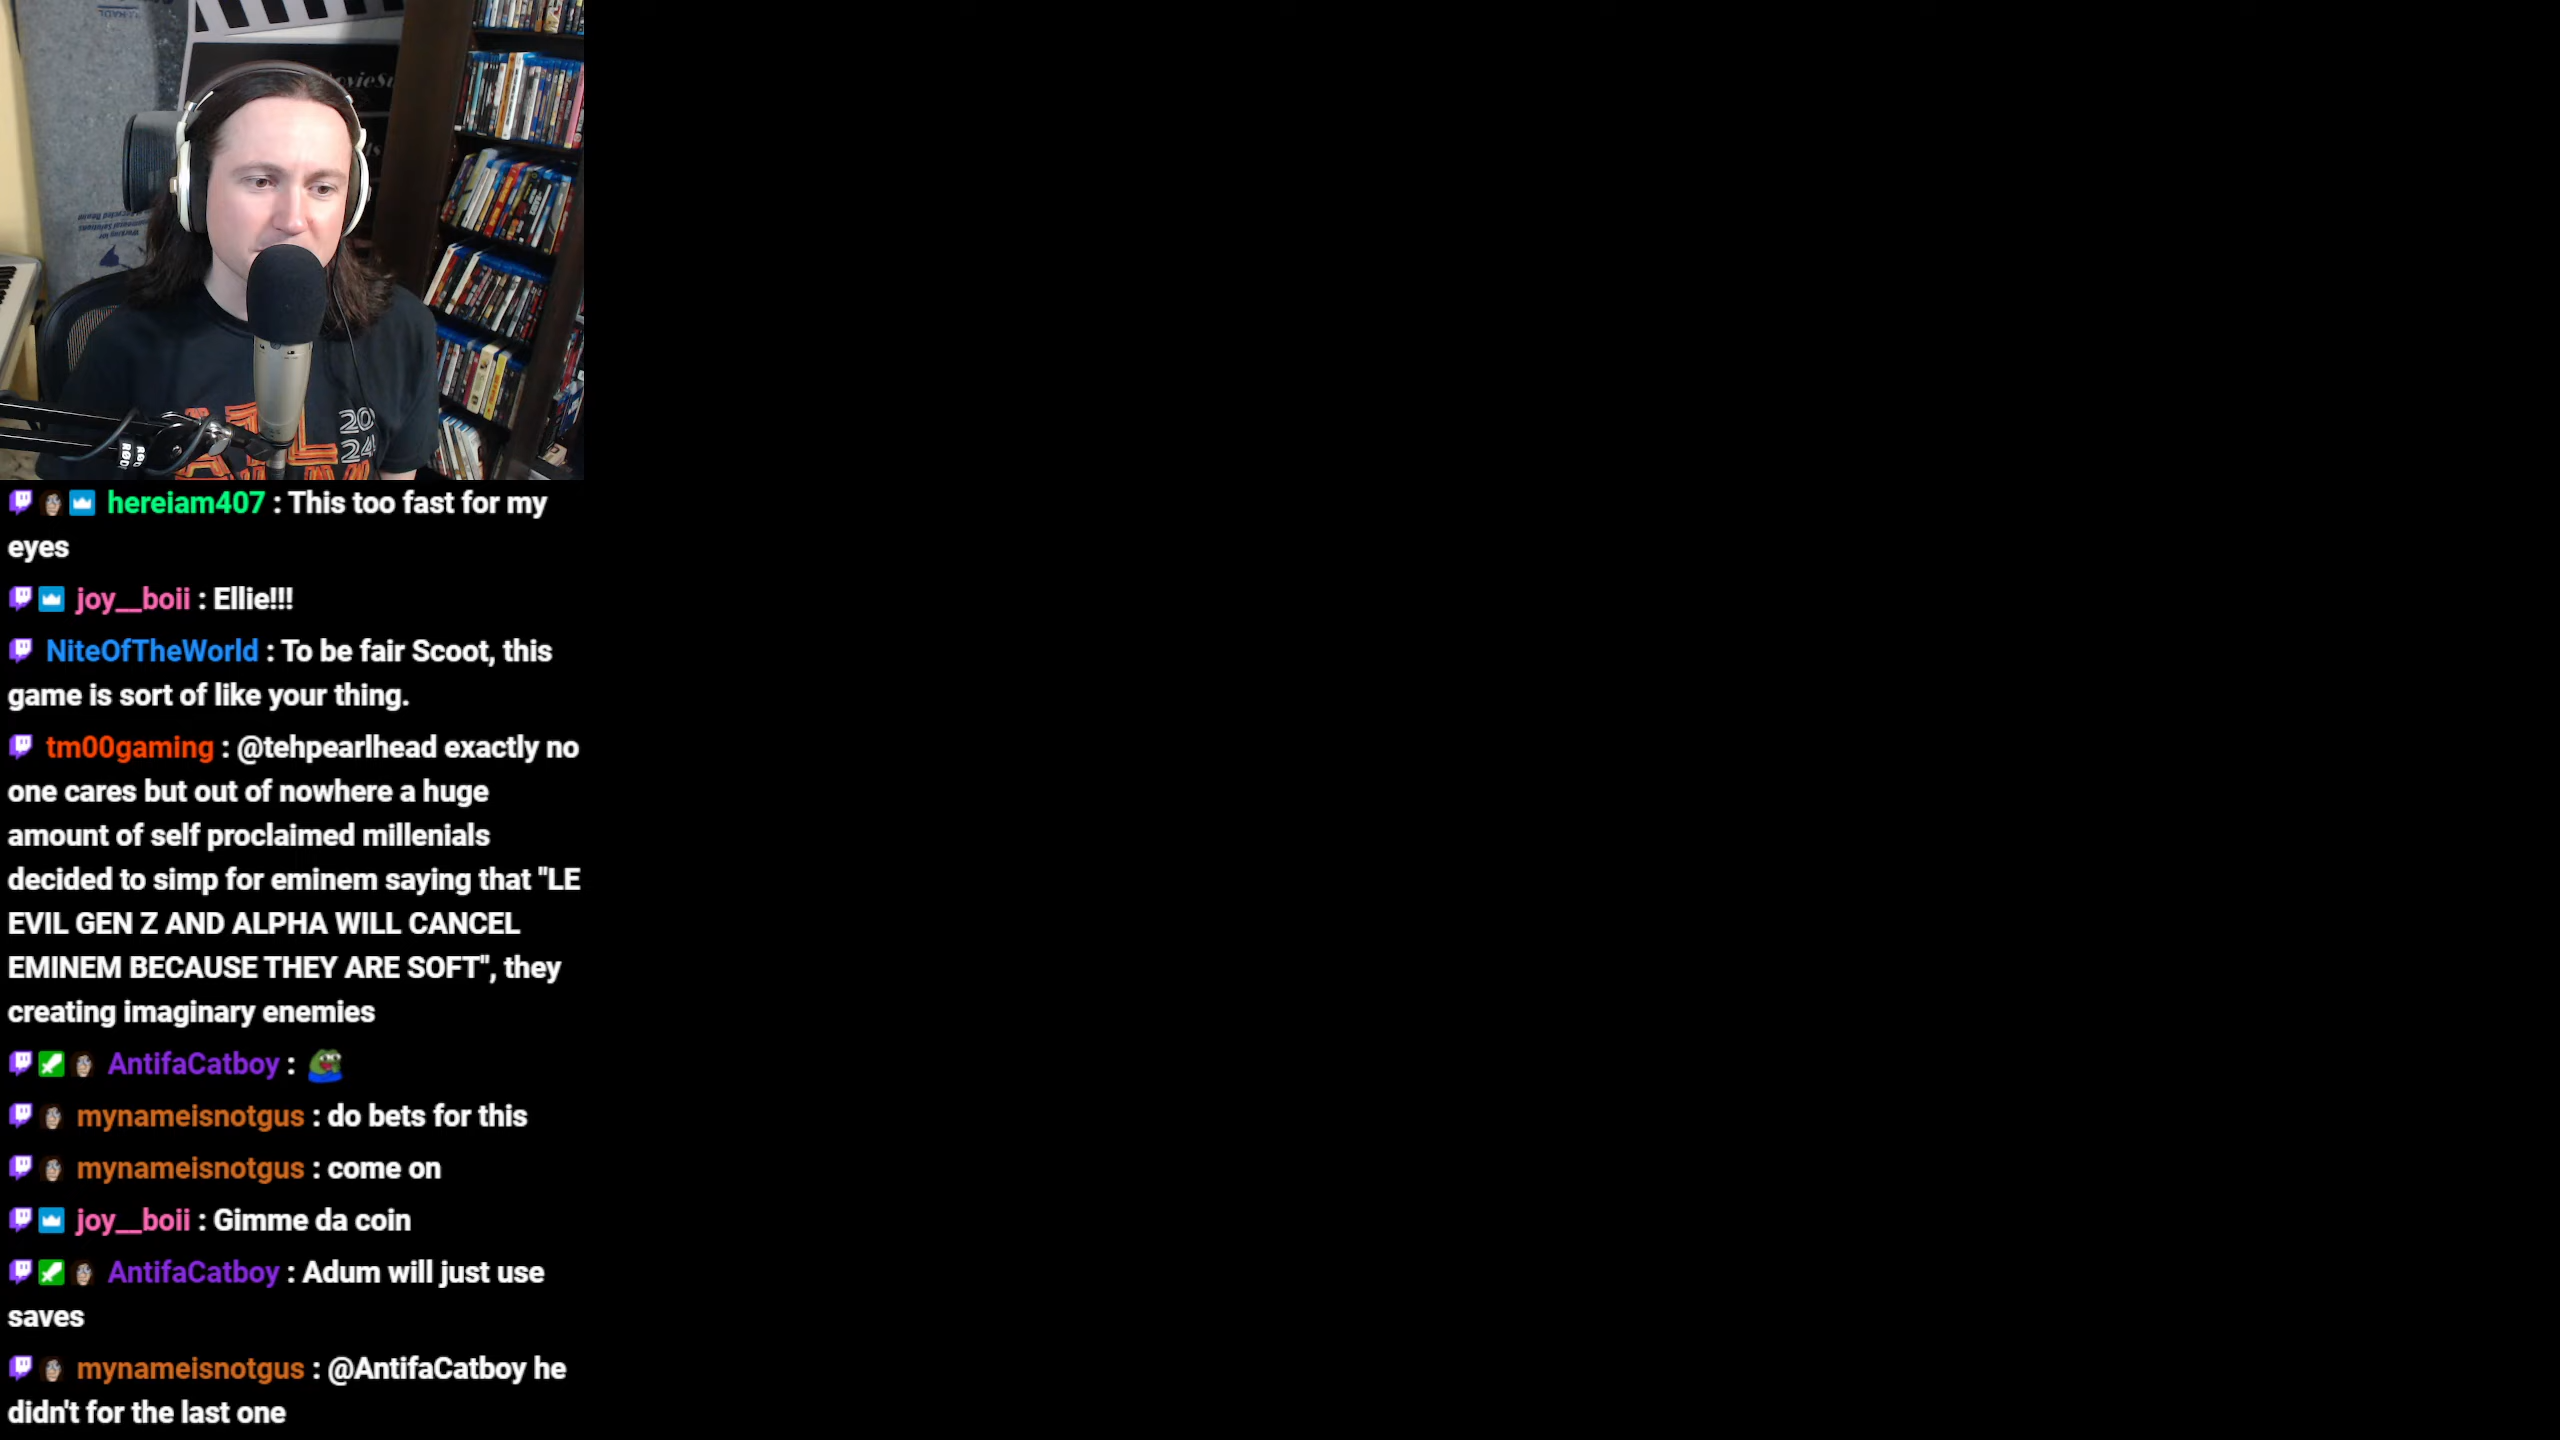 20
24
RØDE
hereiam407 : This too fast for my
eyes
joy__boii : Ellie!!!
NiteOfTheWorld : To be fair Scoot, this
game is sort of like your thing.
tm00gaming : @tehpearlhead exactly no
one cares but out of nowhere a huge
amount of self proclaimed millenials
decided to simp for eminem saying that "LE
EVIL GEN Z AND ALPHA WILL CANCEL
EMINEM BECAUSE THEY ARE SOFT", they
creating imaginary enemies
AntifaCatboy :
mynameisnotgus : do bets for this
mynameisnotgus : come on
joy__boii : Gimme da coin
AntifaCatboy : Adum will just use
saves
mynameisnotgus : @AntifaCatboy he
didn't for the last one